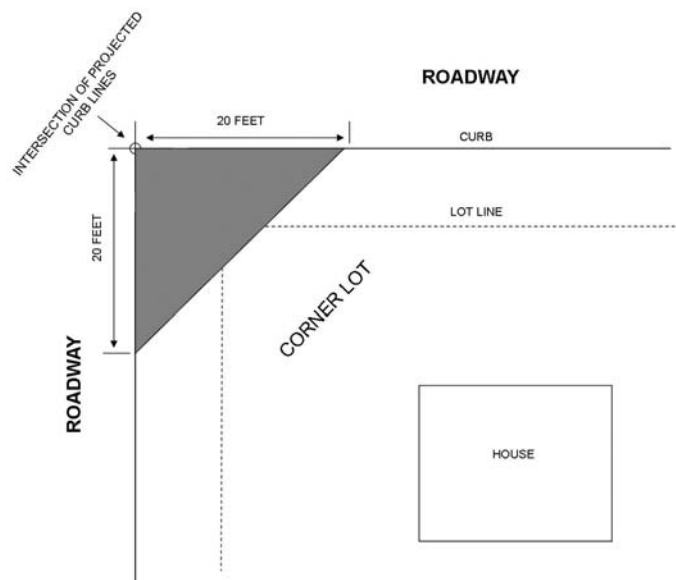 ROADWAY
INTERSECTION OF PROJECTED
CURB LINES
20 FEET
CURB
LOT LINE
20 FEET
CORNER LOT
ROADWAY
HOUSE